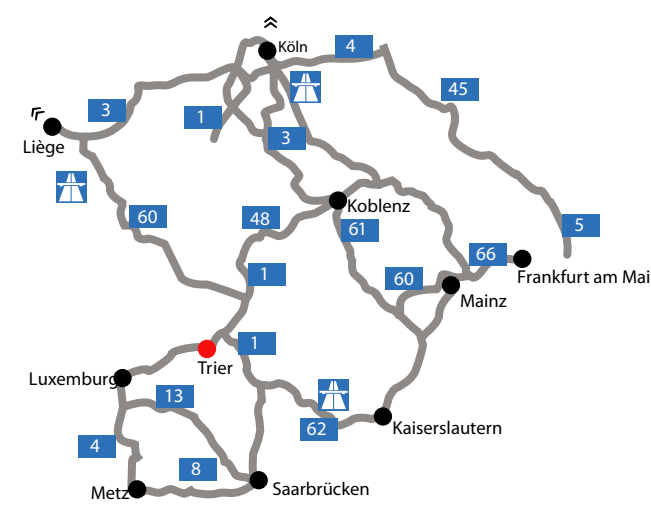 Köln
4
45
3
1
3
Liège
60
48
Koblenz
61
5
66
1
60
Frankfurt am Mai
Mainz
1
Trier
Luxemburg
13
62
Kaiserslautern
4
8
Metz
Saarbrücken